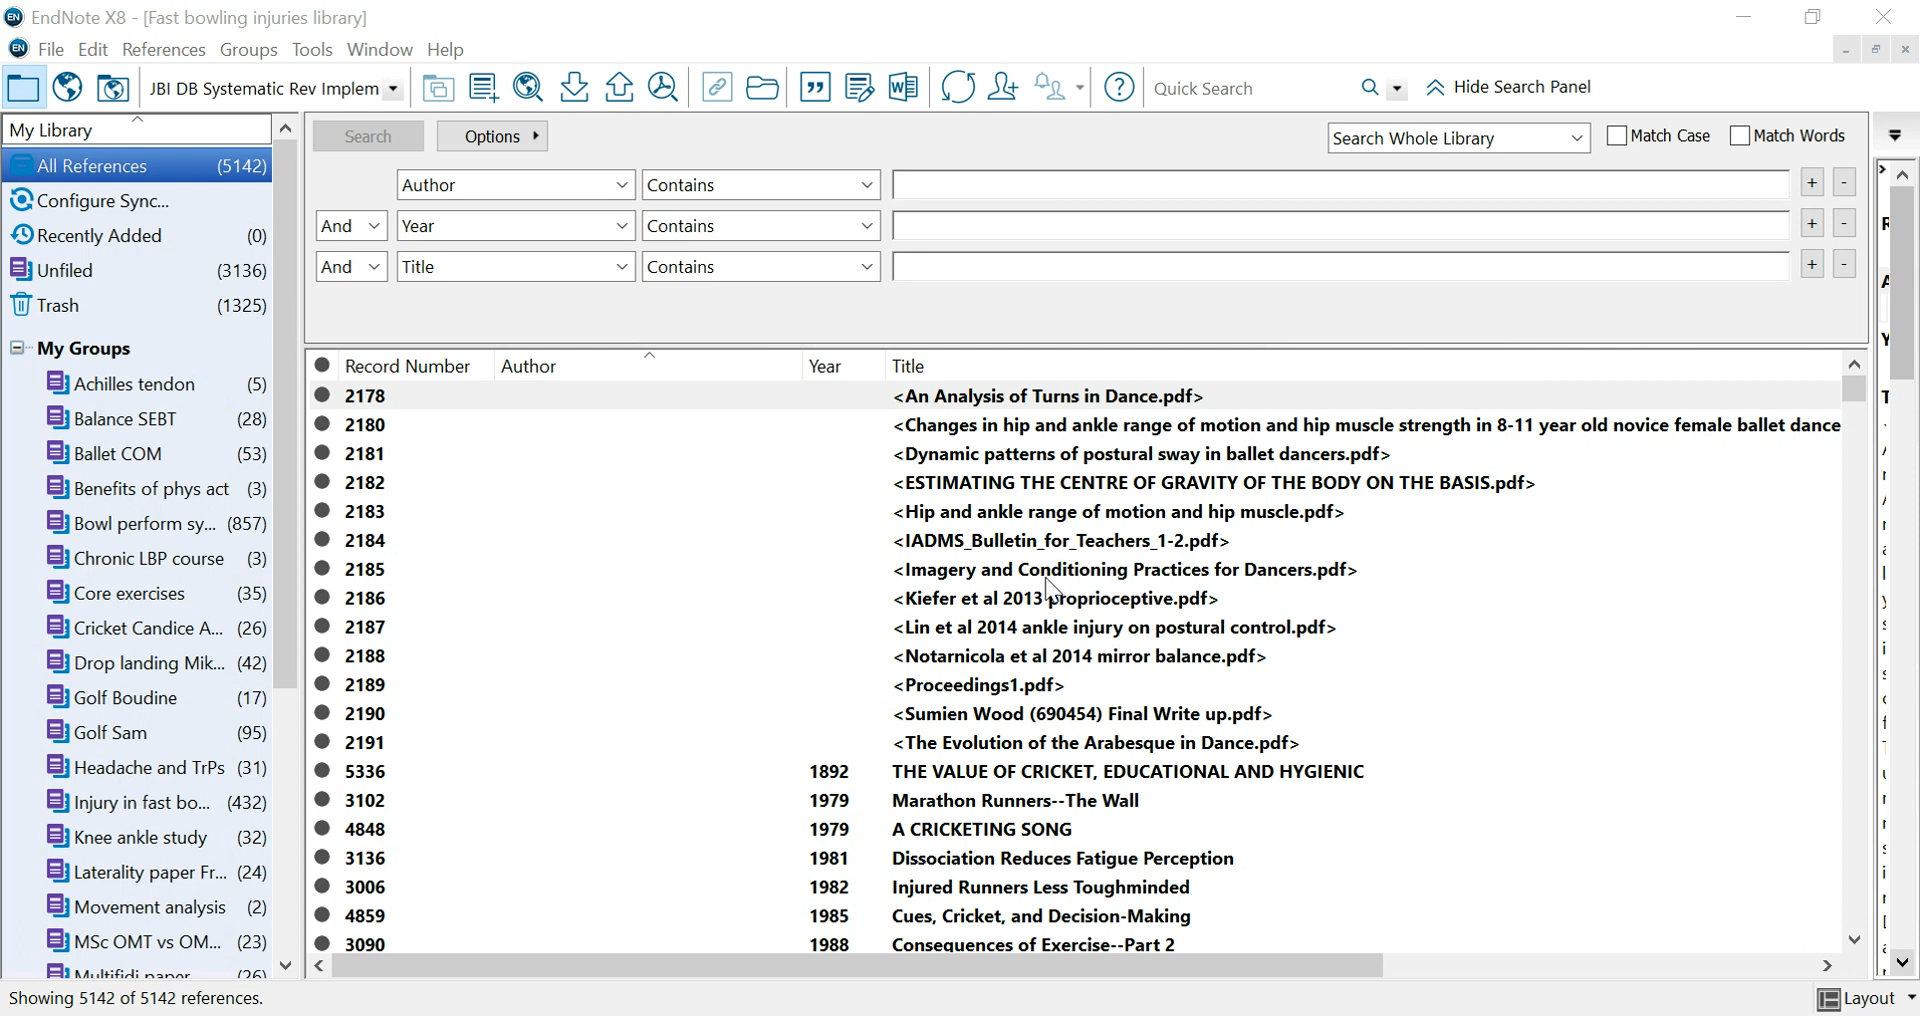 EndNote X8 - [Fast bowling injuries library]
File Edit References Groups Tools Window Help
JBI DB Systematic Rev Implem Quick Search Hide Search Panel
My Library
All References (5142)
Configure Sync...
Recently Added (0)
Unfiled (3136)
Trash (1325)
My Groups
Achilles tendon (5)
Balance SEBT (28)
Ballet COM (53)
Benefits of phys act (3)
Bowl perform sy... (857)
Chronic LBP course (3)
Core exercises (35)
Cricket Candice A... (26)
Drop landing Mik... (42)
Golf Boudine (17)
Golf Sam (95)
Headache and TrPs (31)
Injury in fast bo... (432)
Knee ankle study (32)
Laterality paper Fr... (24)
Movement analysis (2)
MSc OMT vs OM... (23)
Multifidi paper (26)
Search Options Search Whole Library Match Case Match Words
Author Contains + -
And Year Contains + -
And Title Contains + -
Record Number Author Year Title
2178 <An Analysis of Turns in Dance.pdf>
2180 <Changes in hip and ankle range of motion and hip muscle strength in 8-11 year old novice female ballet dance
2181 <Dynamic patterns of postural sway in ballet dancers.pdf>
2182 <ESTIMATING THE CENTRE OF GRAVITY OF THE BODY ON THE BASIS.pdf>
2183 <Hip and ankle range of motion and hip muscle.pdf>
2184 <IADMS_Bulletin_for_Teachers_1-2.pdf>
2185 <Imagery and Conditioning Practices for Dancers.pdf>
2186 <Kiefer et al 2013 proprioceptive.pdf>
2187 <Lin et al 2014 ankle injury on postural control.pdf>
2188 <Notarnicola et al 2014 mirror balance.pdf>
2189 <Proceedings1.pdf>
2190 <Sumien Wood (690454) Final Write up.pdf>
2191 <The Evolution of the Arabesque in Dance.pdf>
5336 1892 THE VALUE OF CRICKET, EDUCATIONAL AND HYGIENIC
3102 1979 Marathon Runners--The Wall
4848 1979 A CRICKETING SONG
3136 1981 Dissociation Reduces Fatigue Perception
3006 1982 Injured Runners Less Toughminded
4859 1985 Cues, Cricket, and Decision-Making
3090 1988 Consequences of Exercise--Part 2
Showing 5142 of 5142 references.
Layout